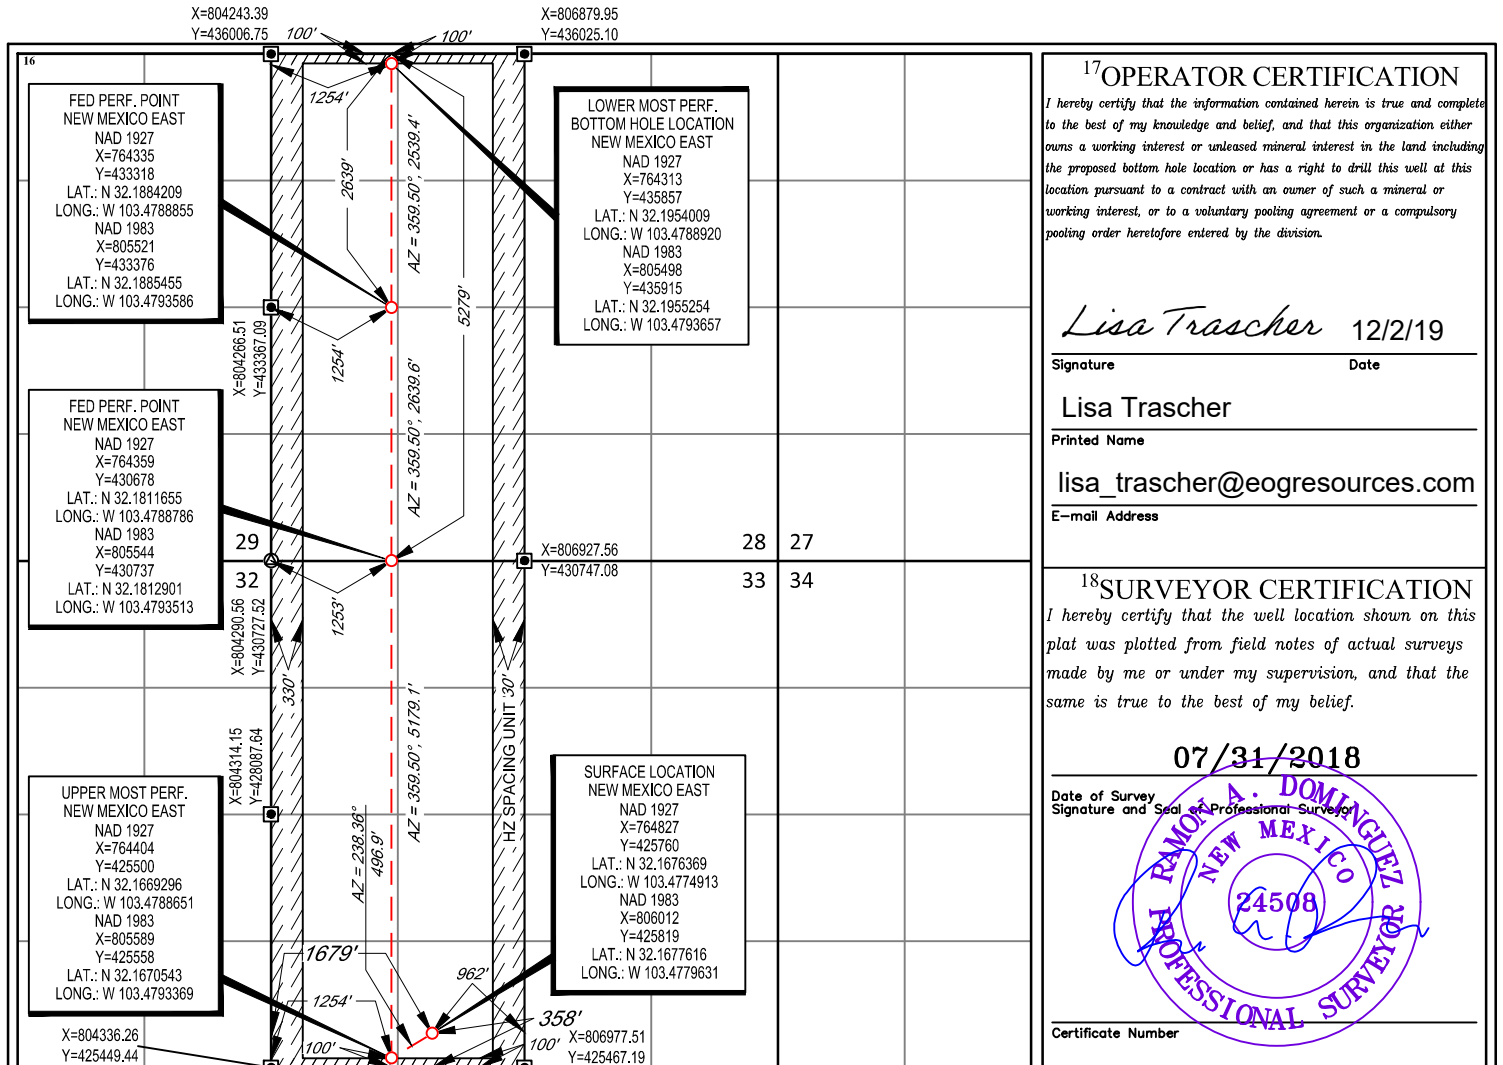 X=804243.39
Y=436006.75
100'
100'
X=806879.95
Y=436025.10
16
FED PERF. POINT
NEW MEXICO EAST
NAD 1927
X=764335
Y=433318
LAT.: N 32.1884209
LONG.: W 103.4788855
NAD 1983
X=805521
Y=433376
LAT.: N 32.1885455
LONG.: W 103.4793586
1254'
2639'
AZ = 359.50°, 2539.4'
5279'
LOWER MOST PERF.
BOTTOM HOLE LOCATION
NEW MEXICO EAST
NAD 1927
X=764313
Y=435857
LAT.: N 32.1954009
LONG.: W 103.4788920
NAD 1983
X=805498
Y=435915
LAT.: N 32.1955254
LONG.: W 103.4793657
X=804266.51
Y=433367.09
1254'
AZ = 359.50°, 2639.6'
FED PERF. POINT
NEW MEXICO EAST
NAD 1927
X=764359
Y=430678
LAT.: N 32.1811655
LONG.: W 103.4788786
NAD 1983
X=805544
Y=430737
LAT.: N 32.1812901
LONG.: W 103.4793513
29
32
X=806927.56
Y=430747.08
28
27
33
34
X=804290.56
Y=430727.52
1253'
330'
HZ SPACING UNIT
30'
AZ = 359.50°, 5179.1'
X=804314.15
Y=428087.64
UPPER MOST PERF.
NEW MEXICO EAST
NAD 1927
X=764404
Y=425500
LAT.: N 32.1669296
LONG.: W 103.4788651
NAD 1983
X=805589
Y=425558
LAT.: N 32.1670543
LONG.: W 103.4793369
AZ = 238.36°
496.9'
SURFACE LOCATION
NEW MEXICO EAST
NAD 1927
X=764827
Y=425760
LAT.: N 32.1676369
LONG.: W 103.4774913
NAD 1983
X=806012
Y=425819
LAT.: N 32.1677616
LONG.: W 103.4779631
1679'
962'
1254'
358'
100'
100'
X=804336.26
Y=425449.44
X=806977.51
Y=425467.19
17OPERATOR CERTIFICATION
I hereby certify that the information contained herein is true and complete
to the best of my knowledge and belief, and that this organization either
owns a working interest or unleased mineral interest in the land including
the proposed bottom hole location or has a right to drill this well at this
location pursuant to a contract with an owner of such a mineral or
working interest, or to a voluntary pooling agreement or a compulsory
pooling order heretofore entered by the division.
Lisa Trascher 12/2/19
Signature Date
Lisa Trascher
Printed Name
lisa_trascher@eogresources.com
E-mail Address
18SURVEYOR CERTIFICATION
I hereby certify that the well location shown on this
plat was plotted from field notes of actual surveys
made by me or under my supervision, and that the
same is true to the best of my belief.
07/31/2018
Date of Survey
Signature and Seal of Professional Surveyor
RAMON A. DOMINGUEZ
NEW MEXICO
24508
PROFESSIONAL SURVEYOR
Certificate Number